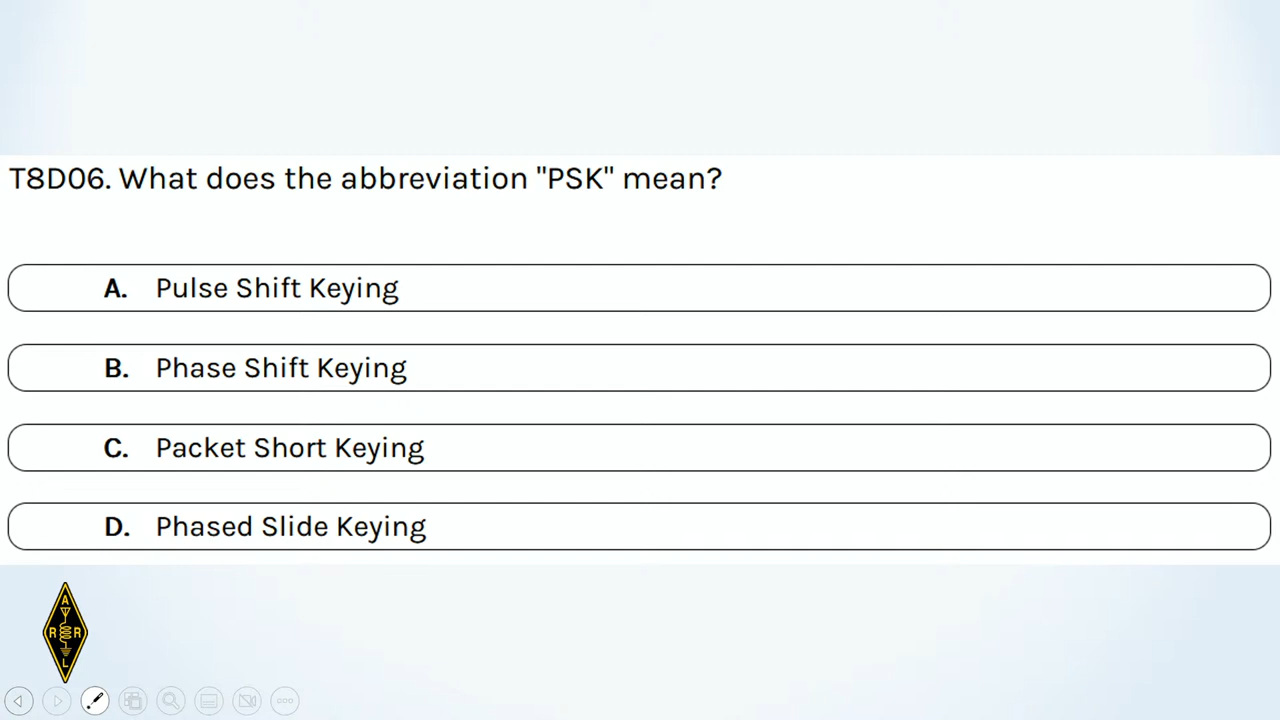 T8D06. What does the abbreviation "PSK" mean?
A. Pulse Shift Keying
B. Phase Shift Keying
C. Packet Short Keying
D. Phased Slide Keying
A
R R
L